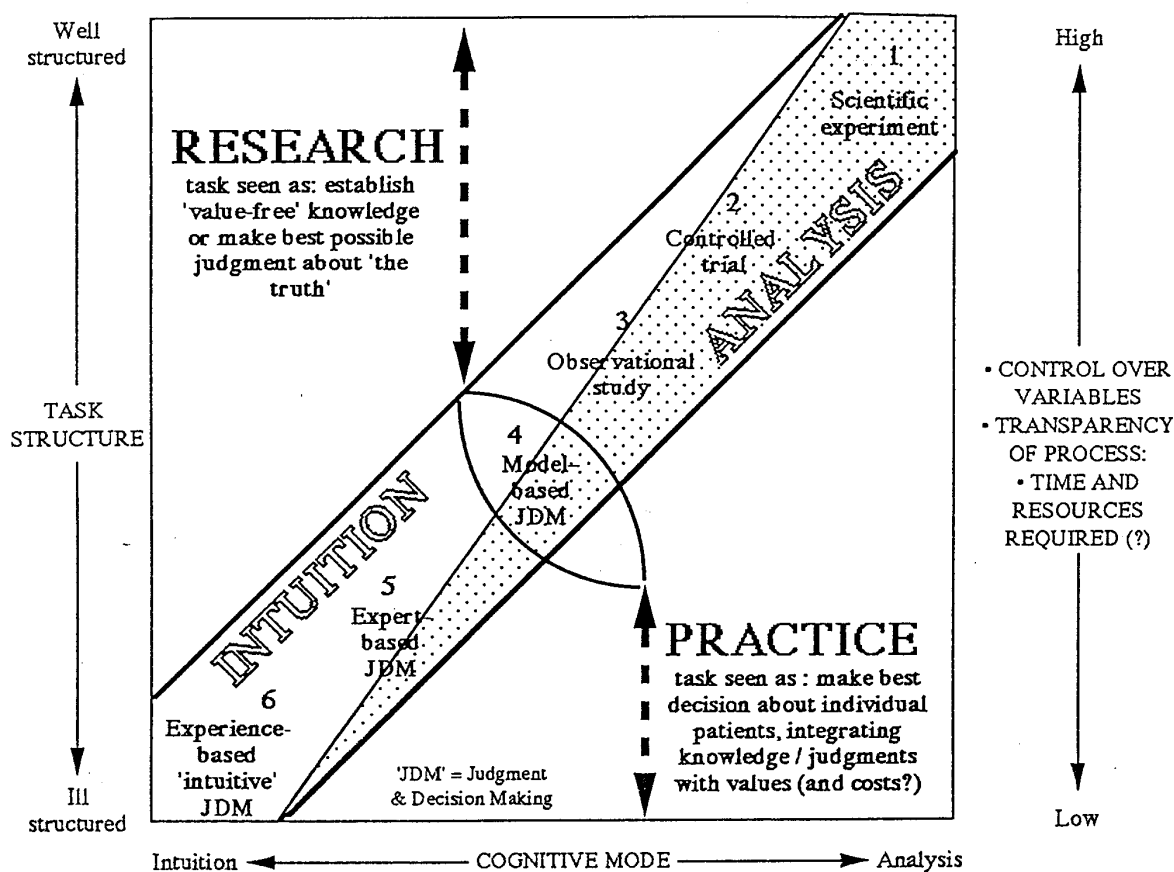 Well
structured
TASK
STRUCTURE
Ill
structured
RESEARCH
task seen as: establish
'value-free' knowledge
or make best possible
judgment about 'the
truth'
1
Scientific
experiment
2
Controlled
trial
3
Observational
study
4
Model-
based
JDM
5
Expert-
based
JDM
6
Experience-
based
'intuitive'
JDM
INTUITION
ANALYSIS
PRACTICE
task seen as : make best
decision about individual
patients, integrating
knowledge / judgments
with values (and costs?)
'JDM' = Judgment
& Decision Making
High
• CONTROL OVER
VARIABLES
• TRANSPARENCY
OF PROCESS:
• TIME AND
RESOURCES
REQUIRED (?)
Low
Intuition
COGNITIVE MODE
Analysis